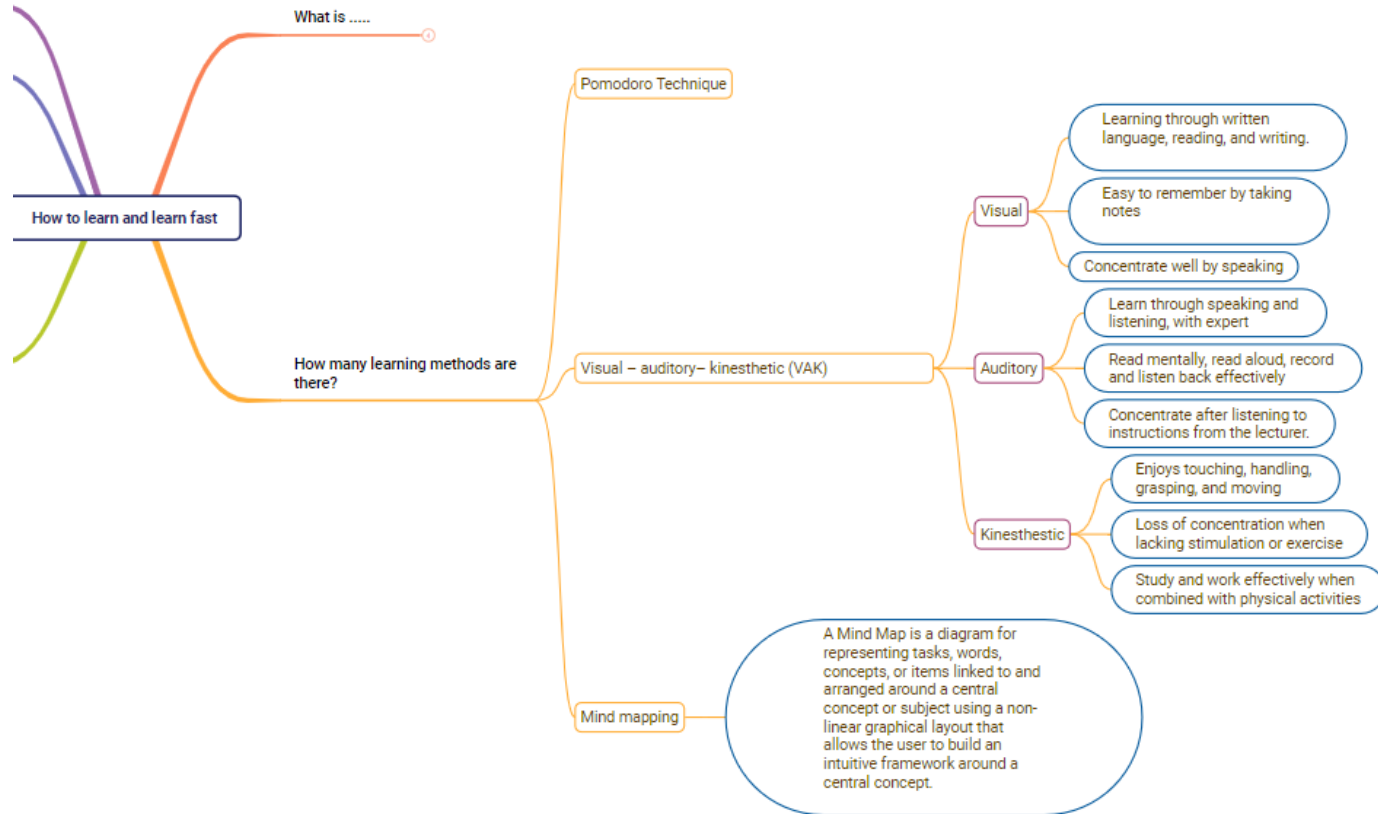 What is .....
4
How to learn and learn fast
How many learning methods are
there?
Pomodoro Technique
Visual – auditory– kinesthetic (VAK)
Visual
Learning through written
language, reading, and writing.
Easy to remember by taking
notes
Concentrate well by speaking
Auditory
Learn through speaking and
listening, with expert
Read mentally, read aloud, record
and listen back effectively
Concentrate after listening to
instructions from the lecturer.
Kinesthestic
Enjoys touching, handling,
grasping, and moving
Loss of concentration when
lacking stimulation or exercise
Study and work effectively when
combined with physical activities
Mind mapping
A Mind Map is a diagram for
representing tasks, words,
concepts, or items linked to and
arranged around a central
concept or subject using a non-
linear graphical layout that
allows the user to build an
intuitive framework around a
central concept.